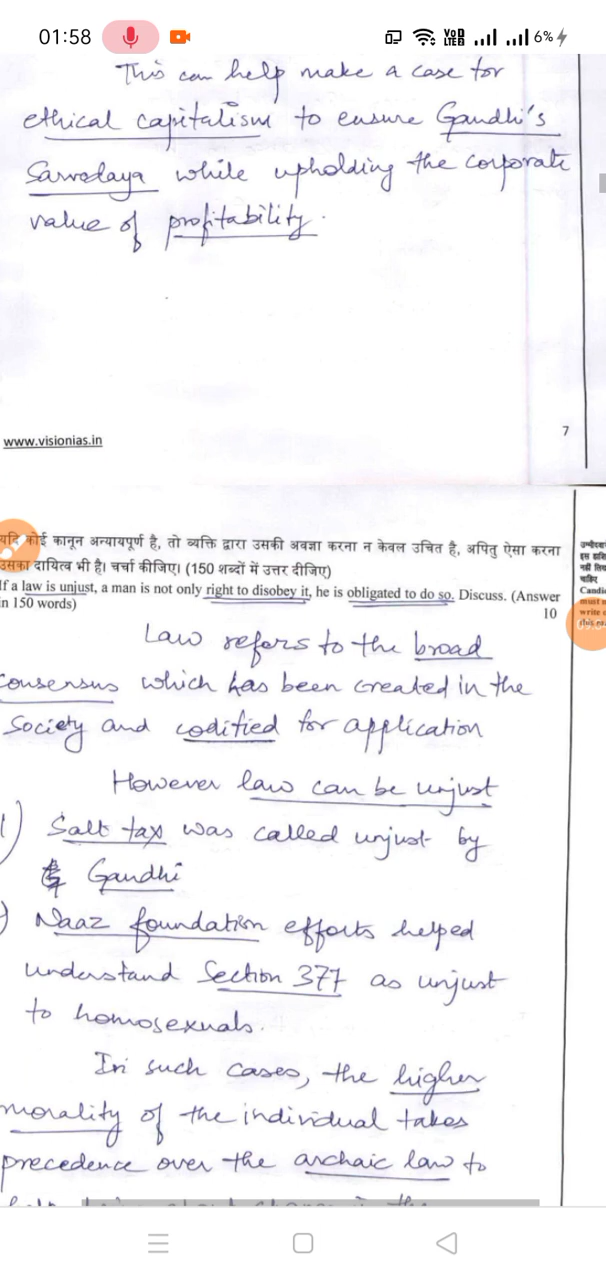 01:58
VoD LTE2 6%
This can help make a case for
ethical capitalism to ensure Gandhi's
Sarvodaya while upholding the corporate
value of profitability.
7
www.visionias.in
यदि कोई कानून अन्यायपूर्ण है, तो व्यक्ति द्वारा उसकी अवज्ञा करना न केवल उचित है, अपितु ऐसा करना
उसका दायित्व भी है। चर्चा कीजिए। (150 शब्दों में उत्तर दीजिए)
If a law is unjust, a man is not only right to disobey it, he is obligated to do so. Discuss. (Answer
in 150 words) 10
Law refers to the broad
consensus which has been created in the
society and codified for application
However law can be unjust
Salt tax was called unjust by
Gandhi
Naaz foundation efforts helped
understand Section 377 as unjust
to homosexuals.
In such cases, the higher
morality of the individual takes
precedence over the archaic law to